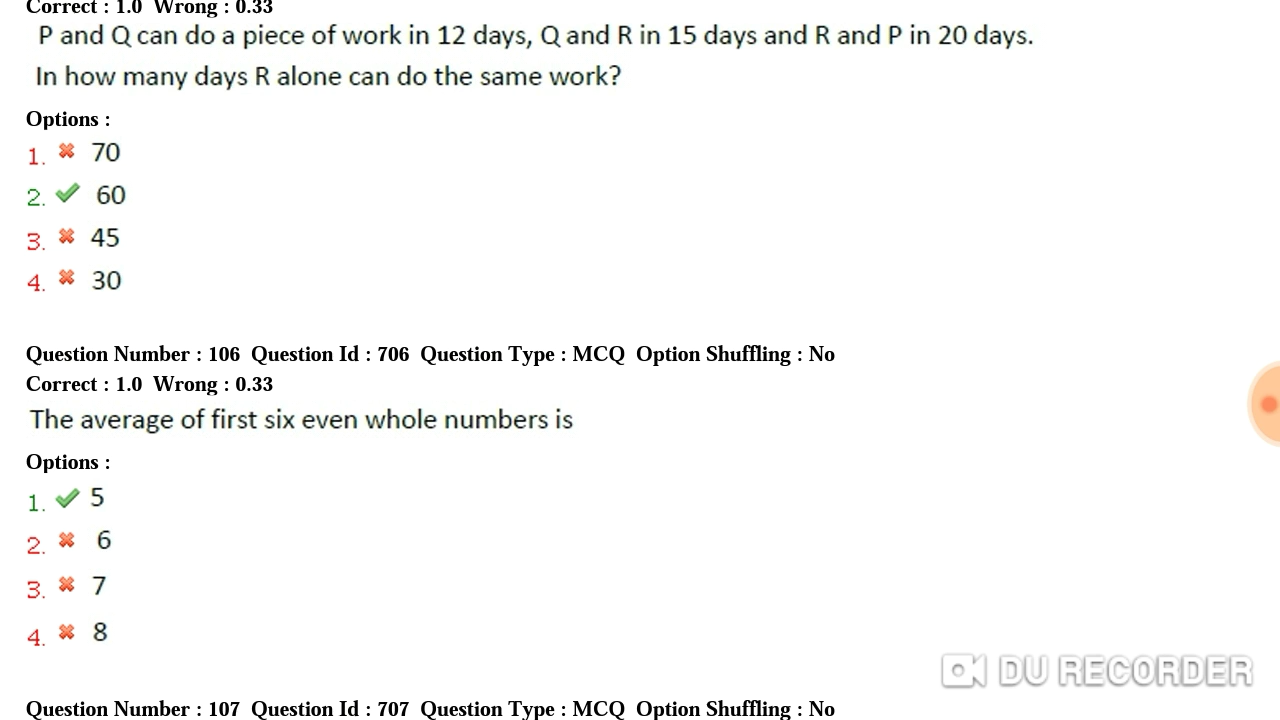 Correct : 1.0 Wrong : 0.33
P and Q can do a piece of work in 12 days, Q and R in 15 days and R and P in 20 days.
In how many days R alone can do the same work?
Options :
1. 70
2. 60
3. 45
4. 30
Question Number : 106 Question Id : 706 Question Type : MCQ Option Shuffling : No
Correct : 1.0 Wrong : 0.33
The average of first six even whole numbers is
Options :
1. 5
2. 6
3. 7
4. 8
DU RECORDER
Question Number : 107 Question Id : 707 Question Type : MCQ Option Shuffling : No